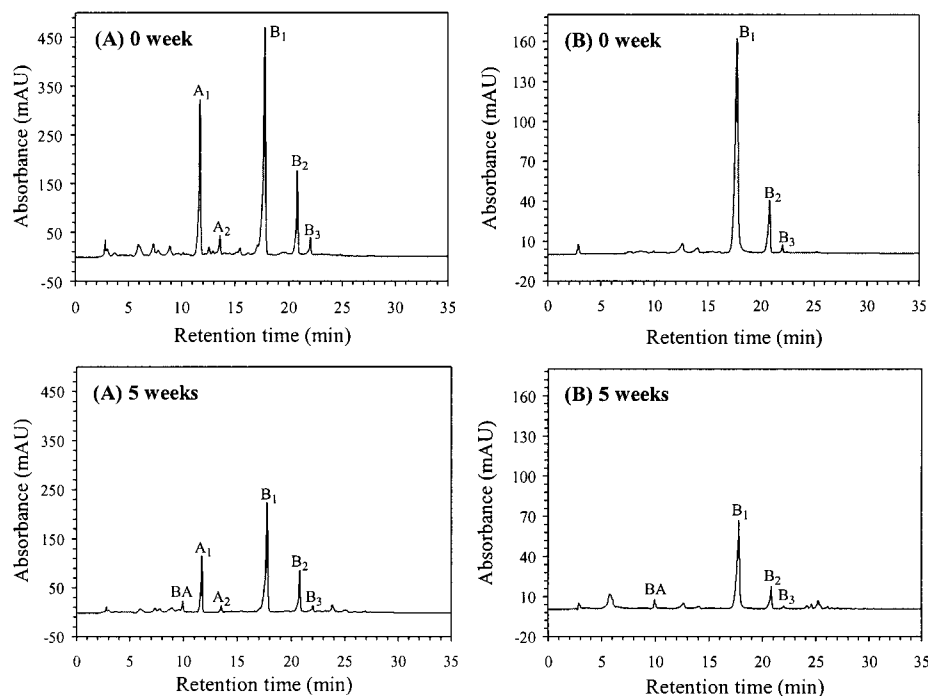 (A) 0 week
Absorbance (mAU)
450
350
250
150
50
-50
A1
A2
B1
B2
B3
0 5 10 15 20 25 30 35
Retention time (min)
(B) 0 week
Absorbance (mAU)
160
130
100
70
40
10
-20
B1
B2
B3
0 5 10 15 20 25 30 35
Retention time (min)
(A) 5 weeks
Absorbance (mAU)
450
350
250
150
50
-50
BA
A1
A2
B1
B2
B3
0 5 10 15 20 25 30 35
Retention time (min)
(B) 5 weeks
Absorbance (mAU)
160
130
100
70
40
10
-20
BA
B1
B2
B3
0 5 10 15 20 25 30 35
Retention time (min)